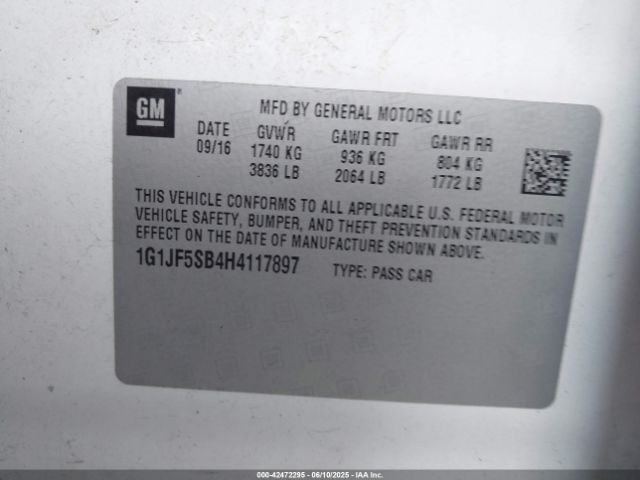 GM
MFD BY GENERAL MOTORS LLC
DATE GVWR GAWR FRT GAWR RR
09/16 1740 KG 936 KG 804 KG
3836 LB 2064 LB 1772 LB
THIS VEHICLE CONFORMS TO ALL APPLICABLE U.S. FEDERAL MOTOR
VEHICLE SAFETY, BUMPER, AND THEFT PREVENTION STANDARDS IN
EFFECT ON THE DATE OF MANUFACTURE SHOWN ABOVE.
1G1JF5SB4H4117897 TYPE: PASS CAR
000-42472295 - 06/10/2025 - IAA Inc.